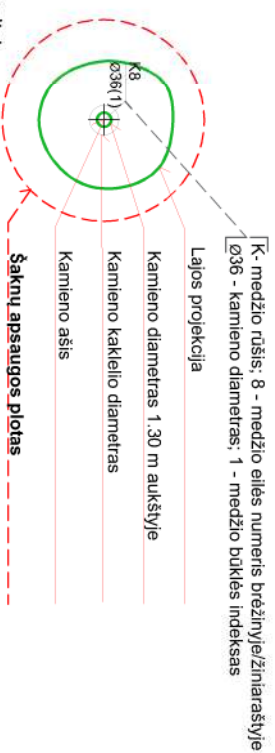 K- medžio rūšis; 8 - medžio eilės numeris brėžinyje/žiniaraštyje
Ø36 - kamieno diametras; 1 - medžio būklės indeksas
K8
Ø36(1)
Lajos projekcija
Kamieno diametras 1.30 m aukštyje
Kamieno kaklelio diametras
Kamieno ašis
Šaknų apsaugos plotas